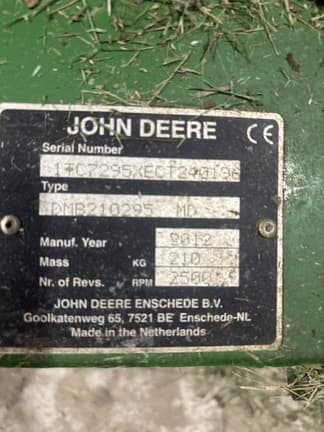 JOHN DEERE CE
Serial Number
1TC7295XECT240196
Type
DMB210295 MD
Manuf. Year 2012
Mass KG 210
Nr. of Revs. RPM 2500
JOHN DEERE ENSCHEDE B.V.
Goolkatenweg 65, 7521 BE Enschede-NL
Made in the Netherlands